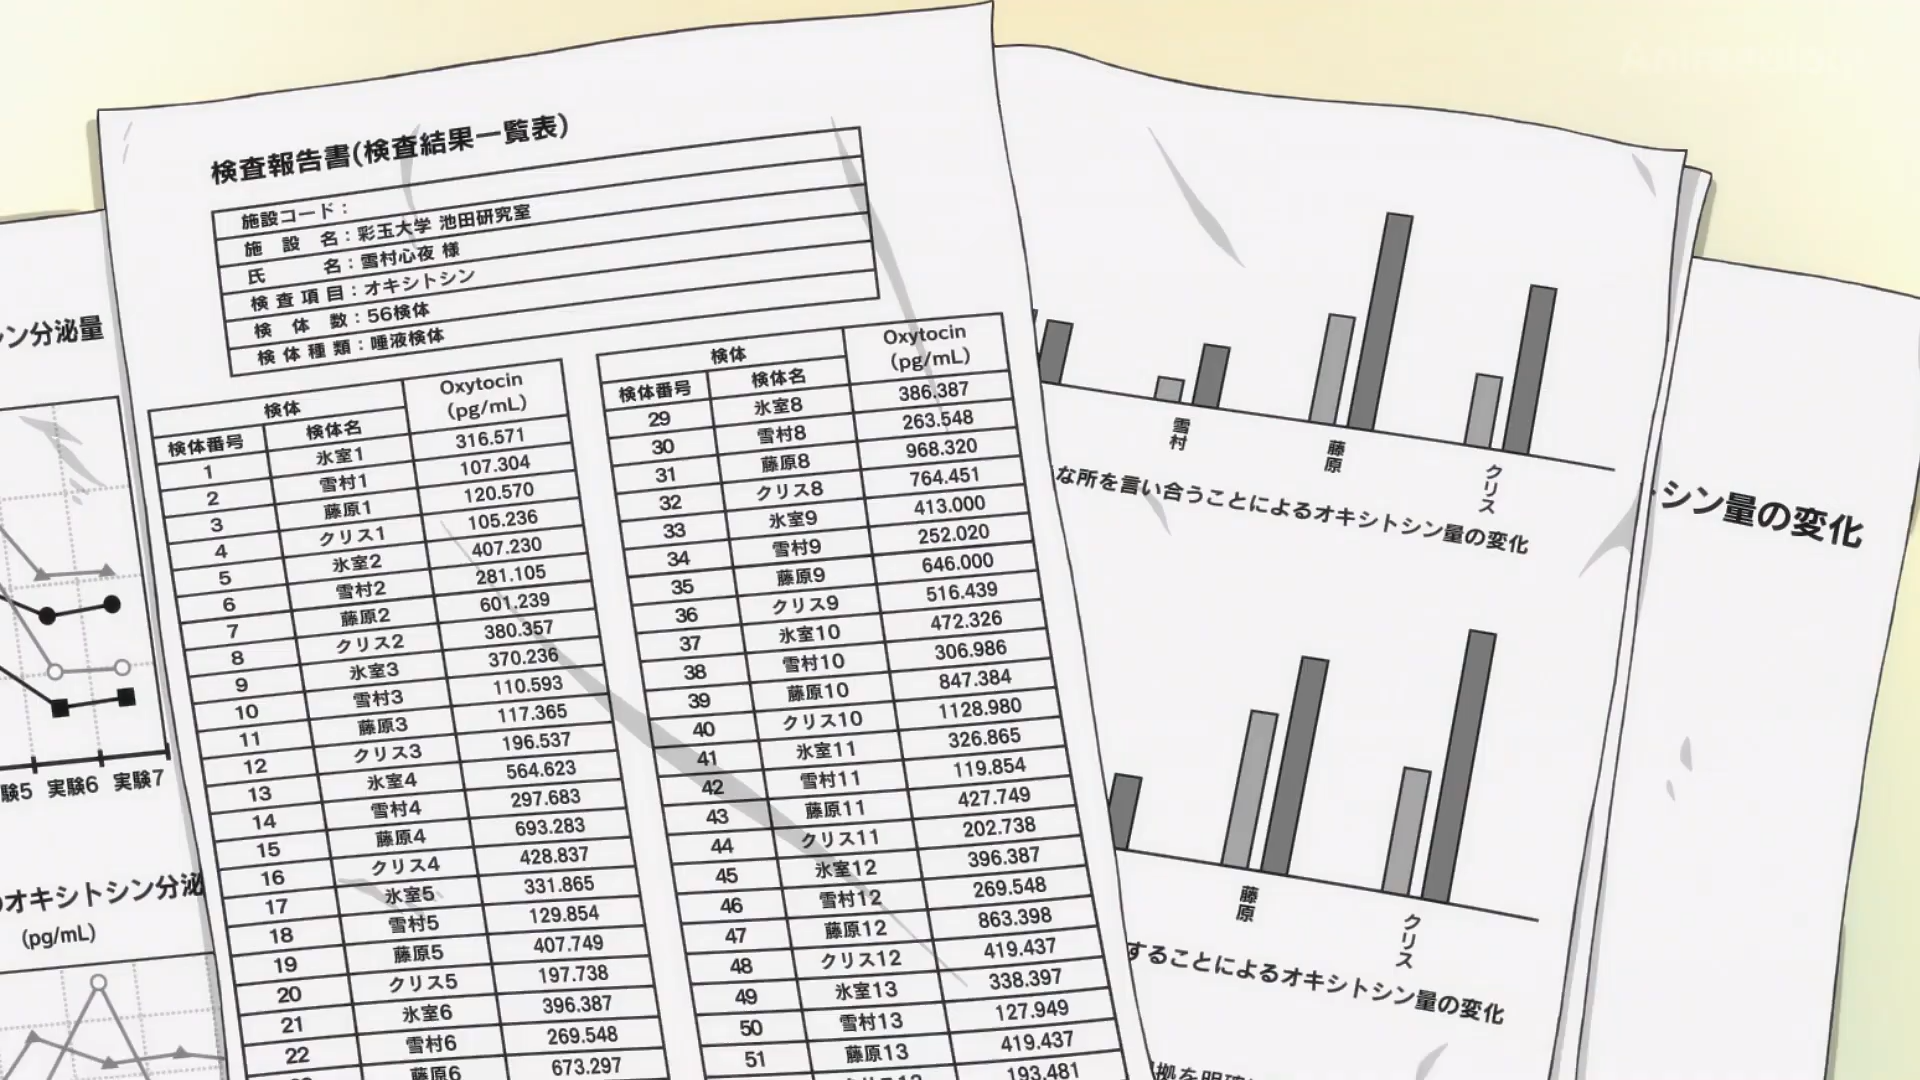 検査報告書(検査結果一覧表)
施設コード：
施　設　名：彩玉大学 池田研究室
氏　　　名：雪村心夜 様
検 査 項 目：オキシトシン
検　体　数：56検体
検 体 種 類：唾液検体
検体 Oxytocin (pg/mL)
検体番号 検体名
1 氷室1 316.571
2 雪村1 107.304
3 藤原1 120.570
4 クリス1 105.236
5 氷室2 407.230
6 雪村2 281.105
7 藤原2 601.239
8 クリス2 380.357
9 氷室3 370.236
10 雪村3 110.593
11 藤原3 117.365
12 クリス3 196.537
13 氷室4 564.623
14 雪村4 297.683
15 藤原4 693.283
16 クリス4 428.837
17 氷室5 331.865
18 雪村5 129.854
19 藤原5 407.749
20 クリス5 197.738
21 氷室6 396.387
22 雪村6 269.548
藤原6 673.297
検体 Oxytocin (pg/mL)
検体番号 検体名
29 氷室8 386.387
30 雪村8 263.548
31 藤原8 968.320
32 クリス8 764.451
33 氷室9 413.000
34 雪村9 252.020
35 藤原9 646.000
36 クリス9 516.439
37 氷室10 472.326
38 雪村10 306.986
39 藤原10 847.384
40 クリス10 1128.980
41 氷室11 326.865
42 雪村11 119.854
43 藤原11 427.749
44 クリス11 202.738
45 氷室12 396.387
46 雪村12 269.548
47 藤原12 863.398
48 クリス12 419.437
49 氷室13 338.397
50 雪村13 127.949
51 藤原13 419.437
193.481
ン分泌量
験5 実験6 実験7
オキシトシン分泌
(pg/mL)
雪村
藤原
クリス
な所を言い合うことによるオキシトシン量の変化
藤原
クリス
することによるオキシトシン量の変化
シン量の変化